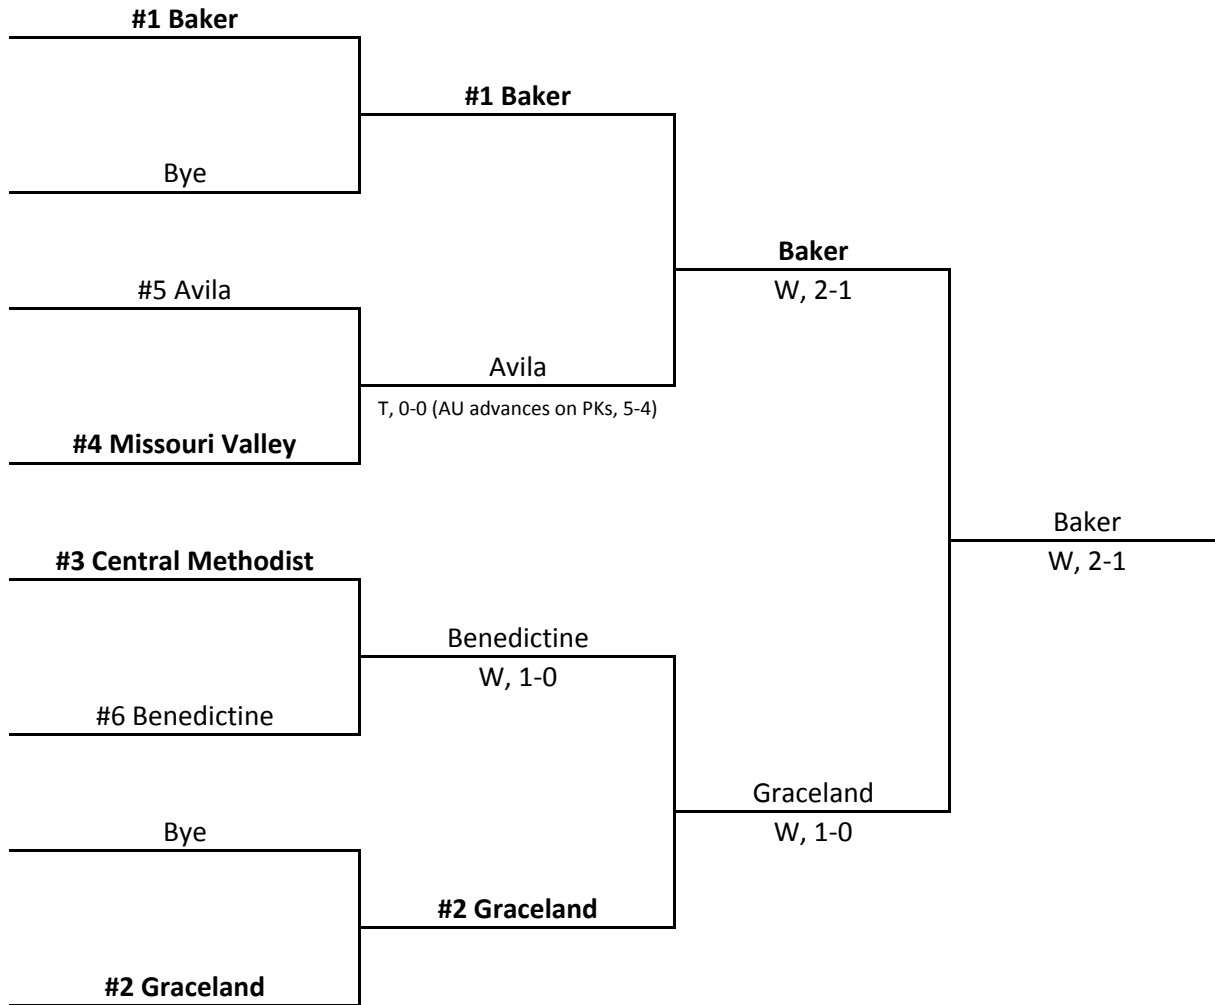 #1 Baker
#1 Baker
Bye
Baker
W, 2-1
#5 Avila
Avila
T, 0-0 (AU advances on PKs, 5-4)
#4 Missouri Valley
Baker
W, 2-1
#3 Central Methodist
Benedictine
W, 1-0
#6 Benedictine
Graceland
W, 1-0
Bye
#2 Graceland
#2 Graceland